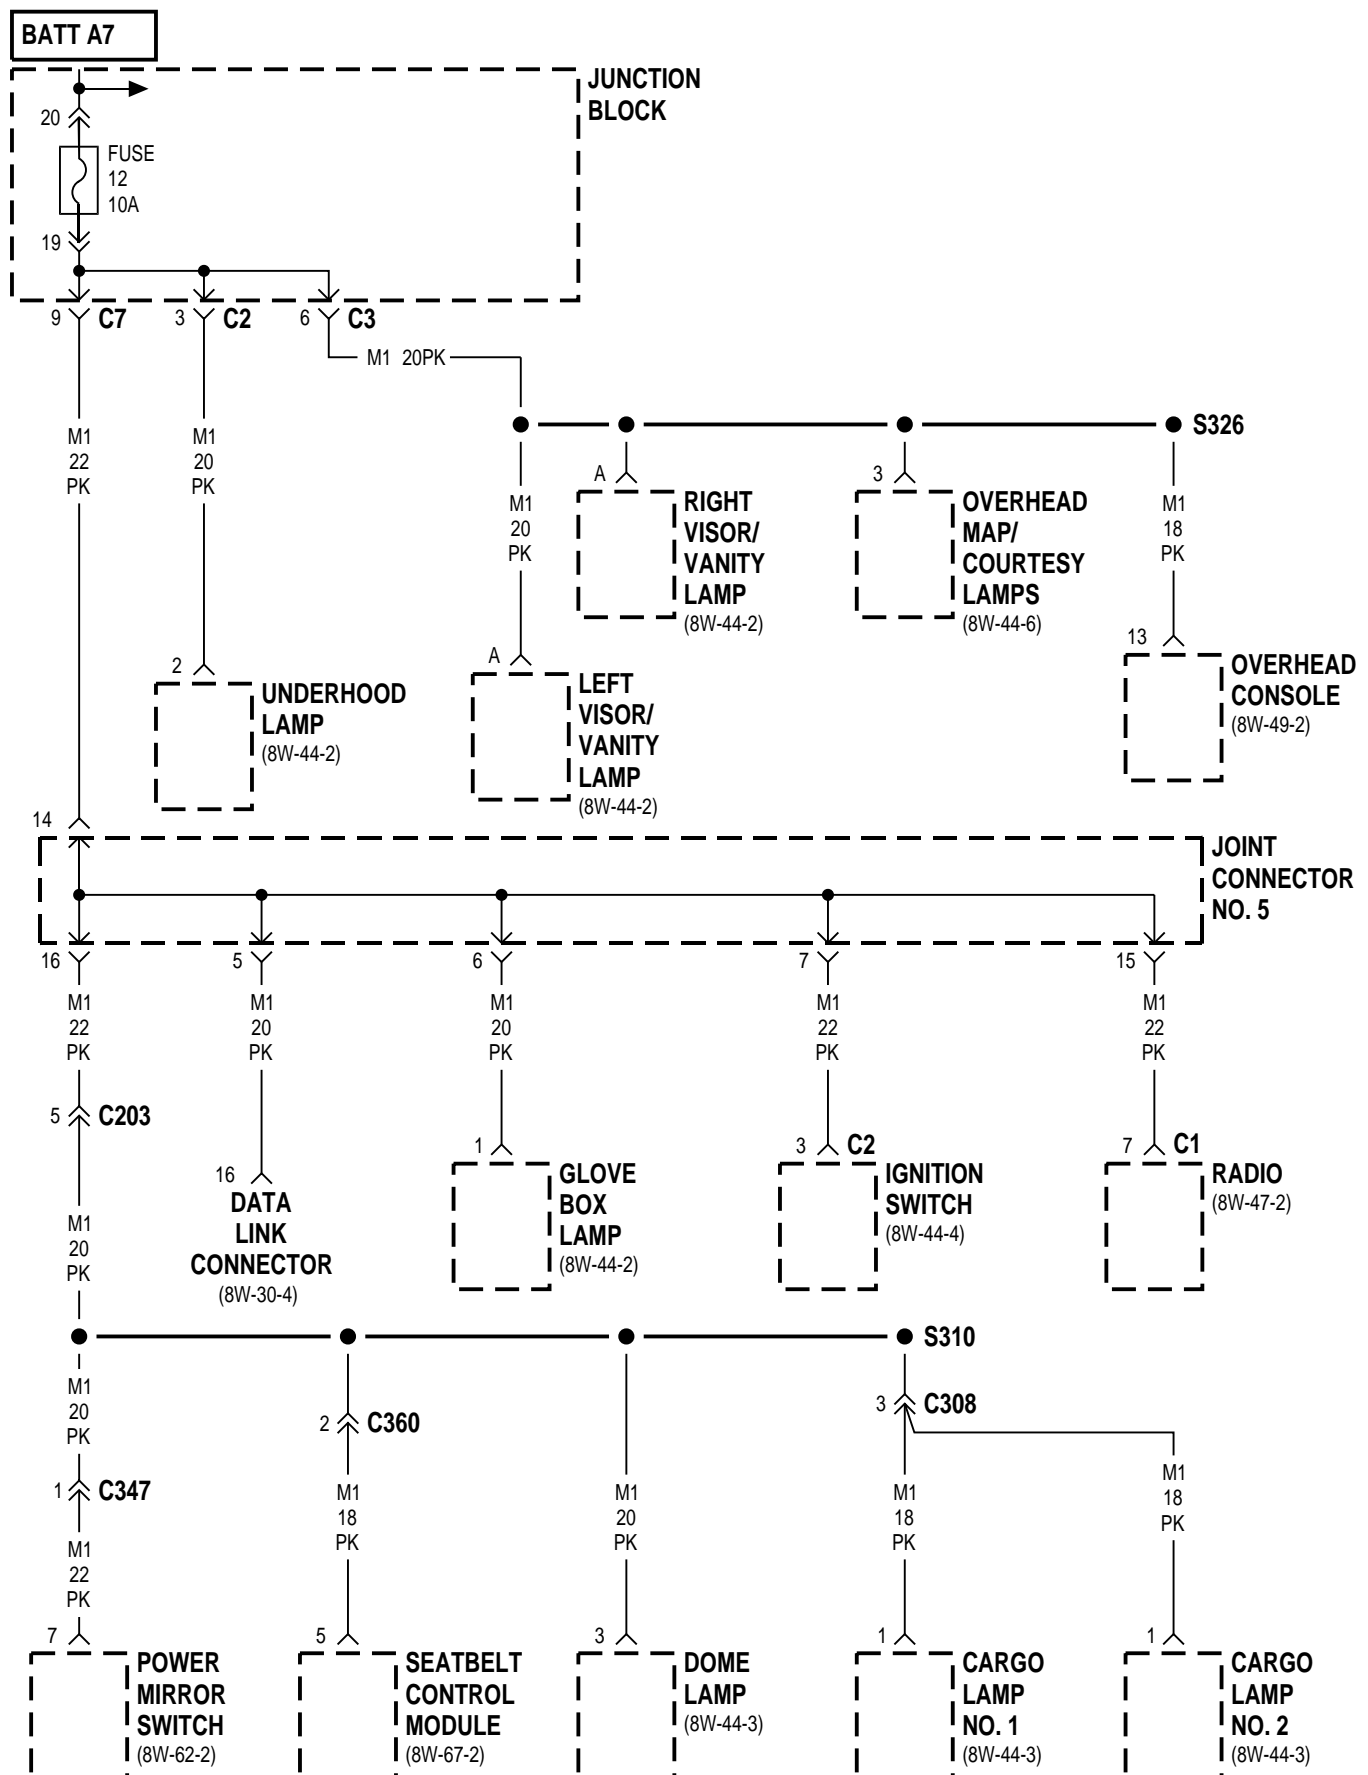 BATT A7
JUNCTION
BLOCK
20
FUSE
12
10A
19
9 C7
3 C2
6 C3
M1 20PK
M1
22
PK
M1
20
PK
S326
A
RIGHT
VISOR/
VANITY
LAMP
(8W-44-2)
3
OVERHEAD
MAP/
COURTESY
LAMPS
(8W-44-6)
M1
20
PK
M1
18
PK
2
UNDERHOOD
LAMP
(8W-44-2)
A
LEFT
VISOR/
VANITY
LAMP
(8W-44-2)
13
OVERHEAD
CONSOLE
(8W-49-2)
14
JOINT
CONNECTOR
NO. 5
16
5
6
7
15
M1
22
PK
M1
20
PK
M1
20
PK
M1
22
PK
M1
22
PK
5 C203
16
DATA
LINK
CONNECTOR
(8W-30-4)
1
GLOVE
BOX
LAMP
(8W-44-2)
3 C2
IGNITION
SWITCH
(8W-44-4)
7 C1
RADIO
(8W-47-2)
M1
20
PK
S310
M1
20
PK
2 C360
3 C308
1 C347
M1
22
PK
M1
18
PK
M1
20
PK
M1
18
PK
M1
18
PK
7
POWER
MIRROR
SWITCH
(8W-62-2)
5
SEATBELT
CONTROL
MODULE
(8W-67-2)
3
DOME
LAMP
(8W-44-3)
1
CARGO
LAMP
NO. 1
(8W-44-3)
1
CARGO
LAMP
NO. 2
(8W-44-3)